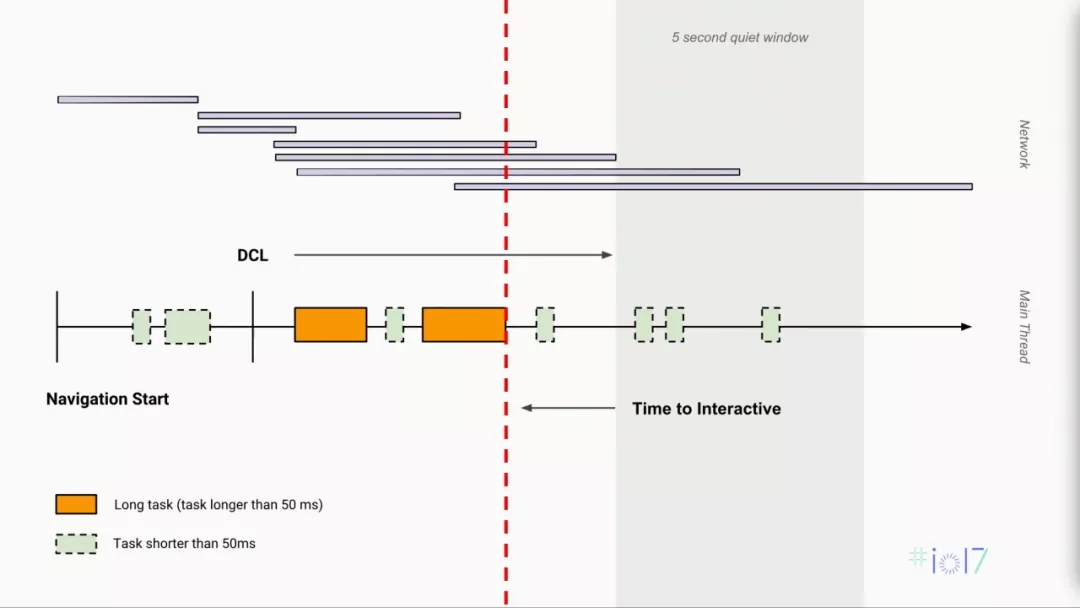 5 second quiet window
Network
DCL
Main Thread
Navigation Start
Time to Interactive
Long task (task longer than 50 ms)
Task shorter than 50ms
#io17